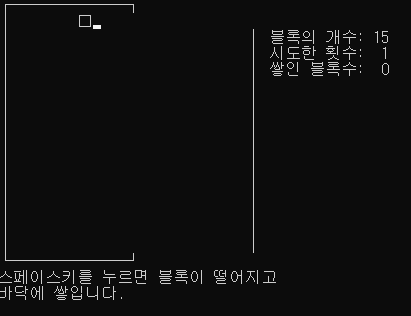 블록의 개수: 15
시도한 횟수: 1
쌓인 블록수: 0
스페이스키를 누르면 블록이 떨어지고
바닥에 쌓입니다.